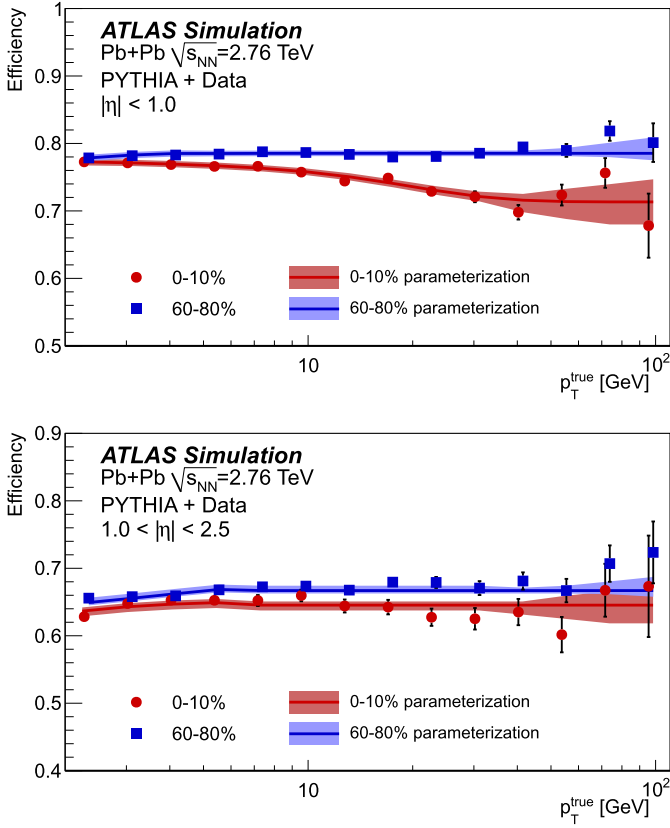 Efficiency
1
0.9
0.8
0.7
0.6
0.5
ATLAS Simulation
Pb+Pb √sNN=2.76 TeV
PYTHIA + Data
|η| < 1.0
0-10%
0-10% parameterization
60-80%
60-80% parameterization
10
10²
pTtrue [GeV]
Efficiency
0.9
0.8
0.7
0.6
0.5
0.4
ATLAS Simulation
Pb+Pb √sNN=2.76 TeV
PYTHIA + Data
1.0 < |η| < 2.5
0-10%
0-10% parameterization
60-80%
60-80% parameterization
10
10²
pTtrue [GeV]